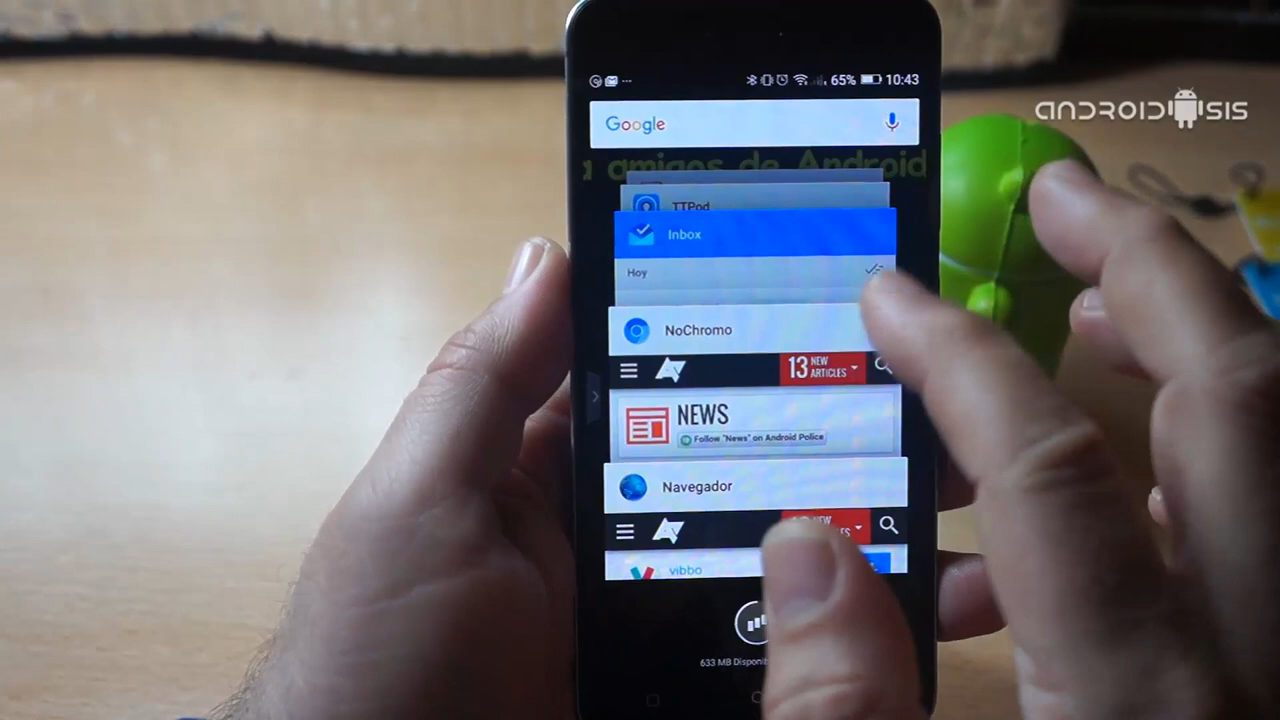 65% 10:43
ANDROIDSIS
Google
a amigos de Android
TTPod
Inbox
Hoy
NoChromo
13 NEW
ARTICLES
NEWS
Follow "News" on Android Police
Navegador
NEW
vibbo
633 MB